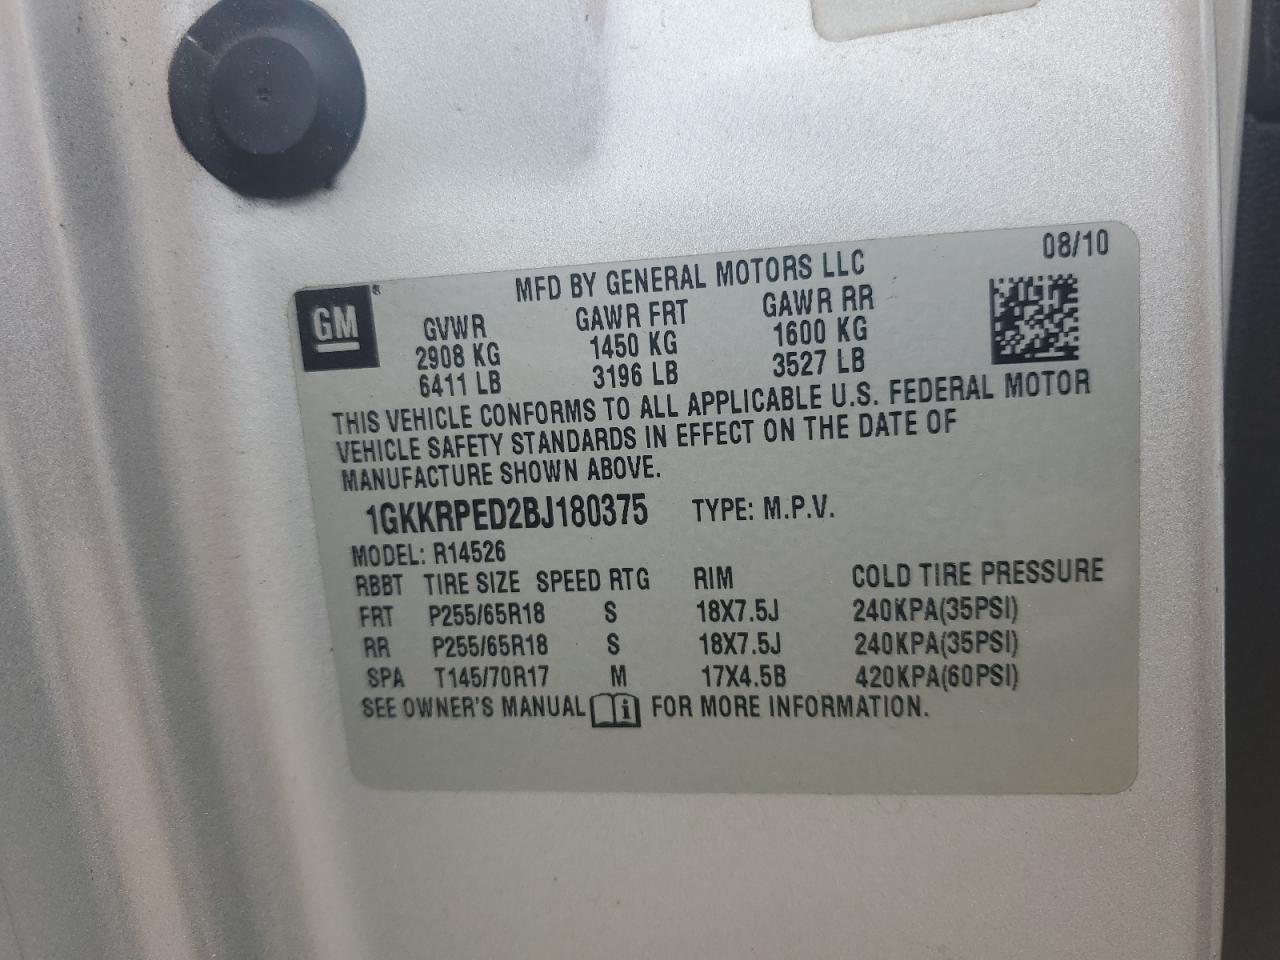 08/10
MFD BY GENERAL MOTORS LLC
GM®
GVWR GAWR FRT GAWR RR
2908 KG 1450 KG 1600 KG
6411 LB 3196 LB 3527 LB
THIS VEHICLE CONFORMS TO ALL APPLICABLE U.S. FEDERAL MOTOR
VEHICLE SAFETY STANDARDS IN EFFECT ON THE DATE OF
MANUFACTURE SHOWN ABOVE.
1GKKRPED2BJ180375 TYPE: M.P.V.
MODEL: R14526
RBBT TIRE SIZE SPEED RTG RIM COLD TIRE PRESSURE
FRT P255/65R18 S 18X7.5J 240KPA(35PSI)
RR P255/65R18 S 18X7.5J 240KPA(35PSI)
SPA T145/70R17 M 17X4.5B 420KPA(60PSI)
SEE OWNER'S MANUAL i FOR MORE INFORMATION.